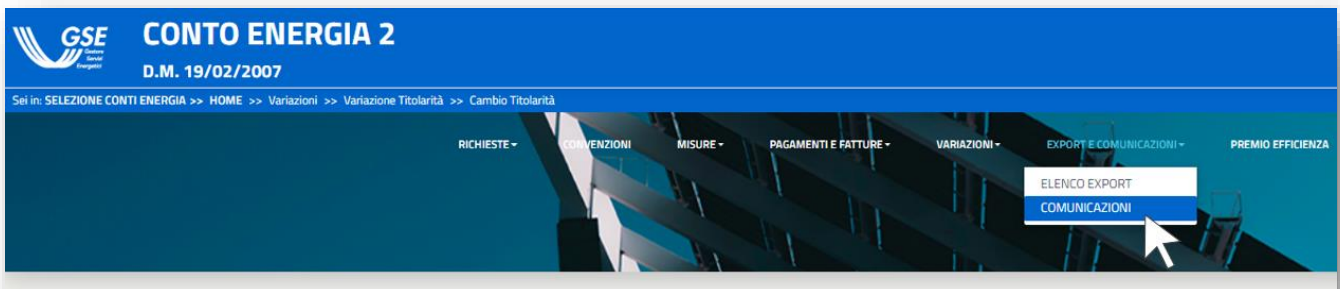 GSE
Gestore
Servizi
Energetici
CONTO ENERGIA 2
D.M. 19/02/2007
Sei in: SELEZIONE CONTI ENERGIA >> HOME >> Variazioni >> Variazione Titolarità >> Cambio Titolarità
RICHIESTE CONVENZIONI MISURE PAGAMENTI E FATTURE VARIAZIONI EXPORT E COMUNICAZIONI PREMIO EFFICIENZA
ELENCO EXPORT
COMUNICAZIONI